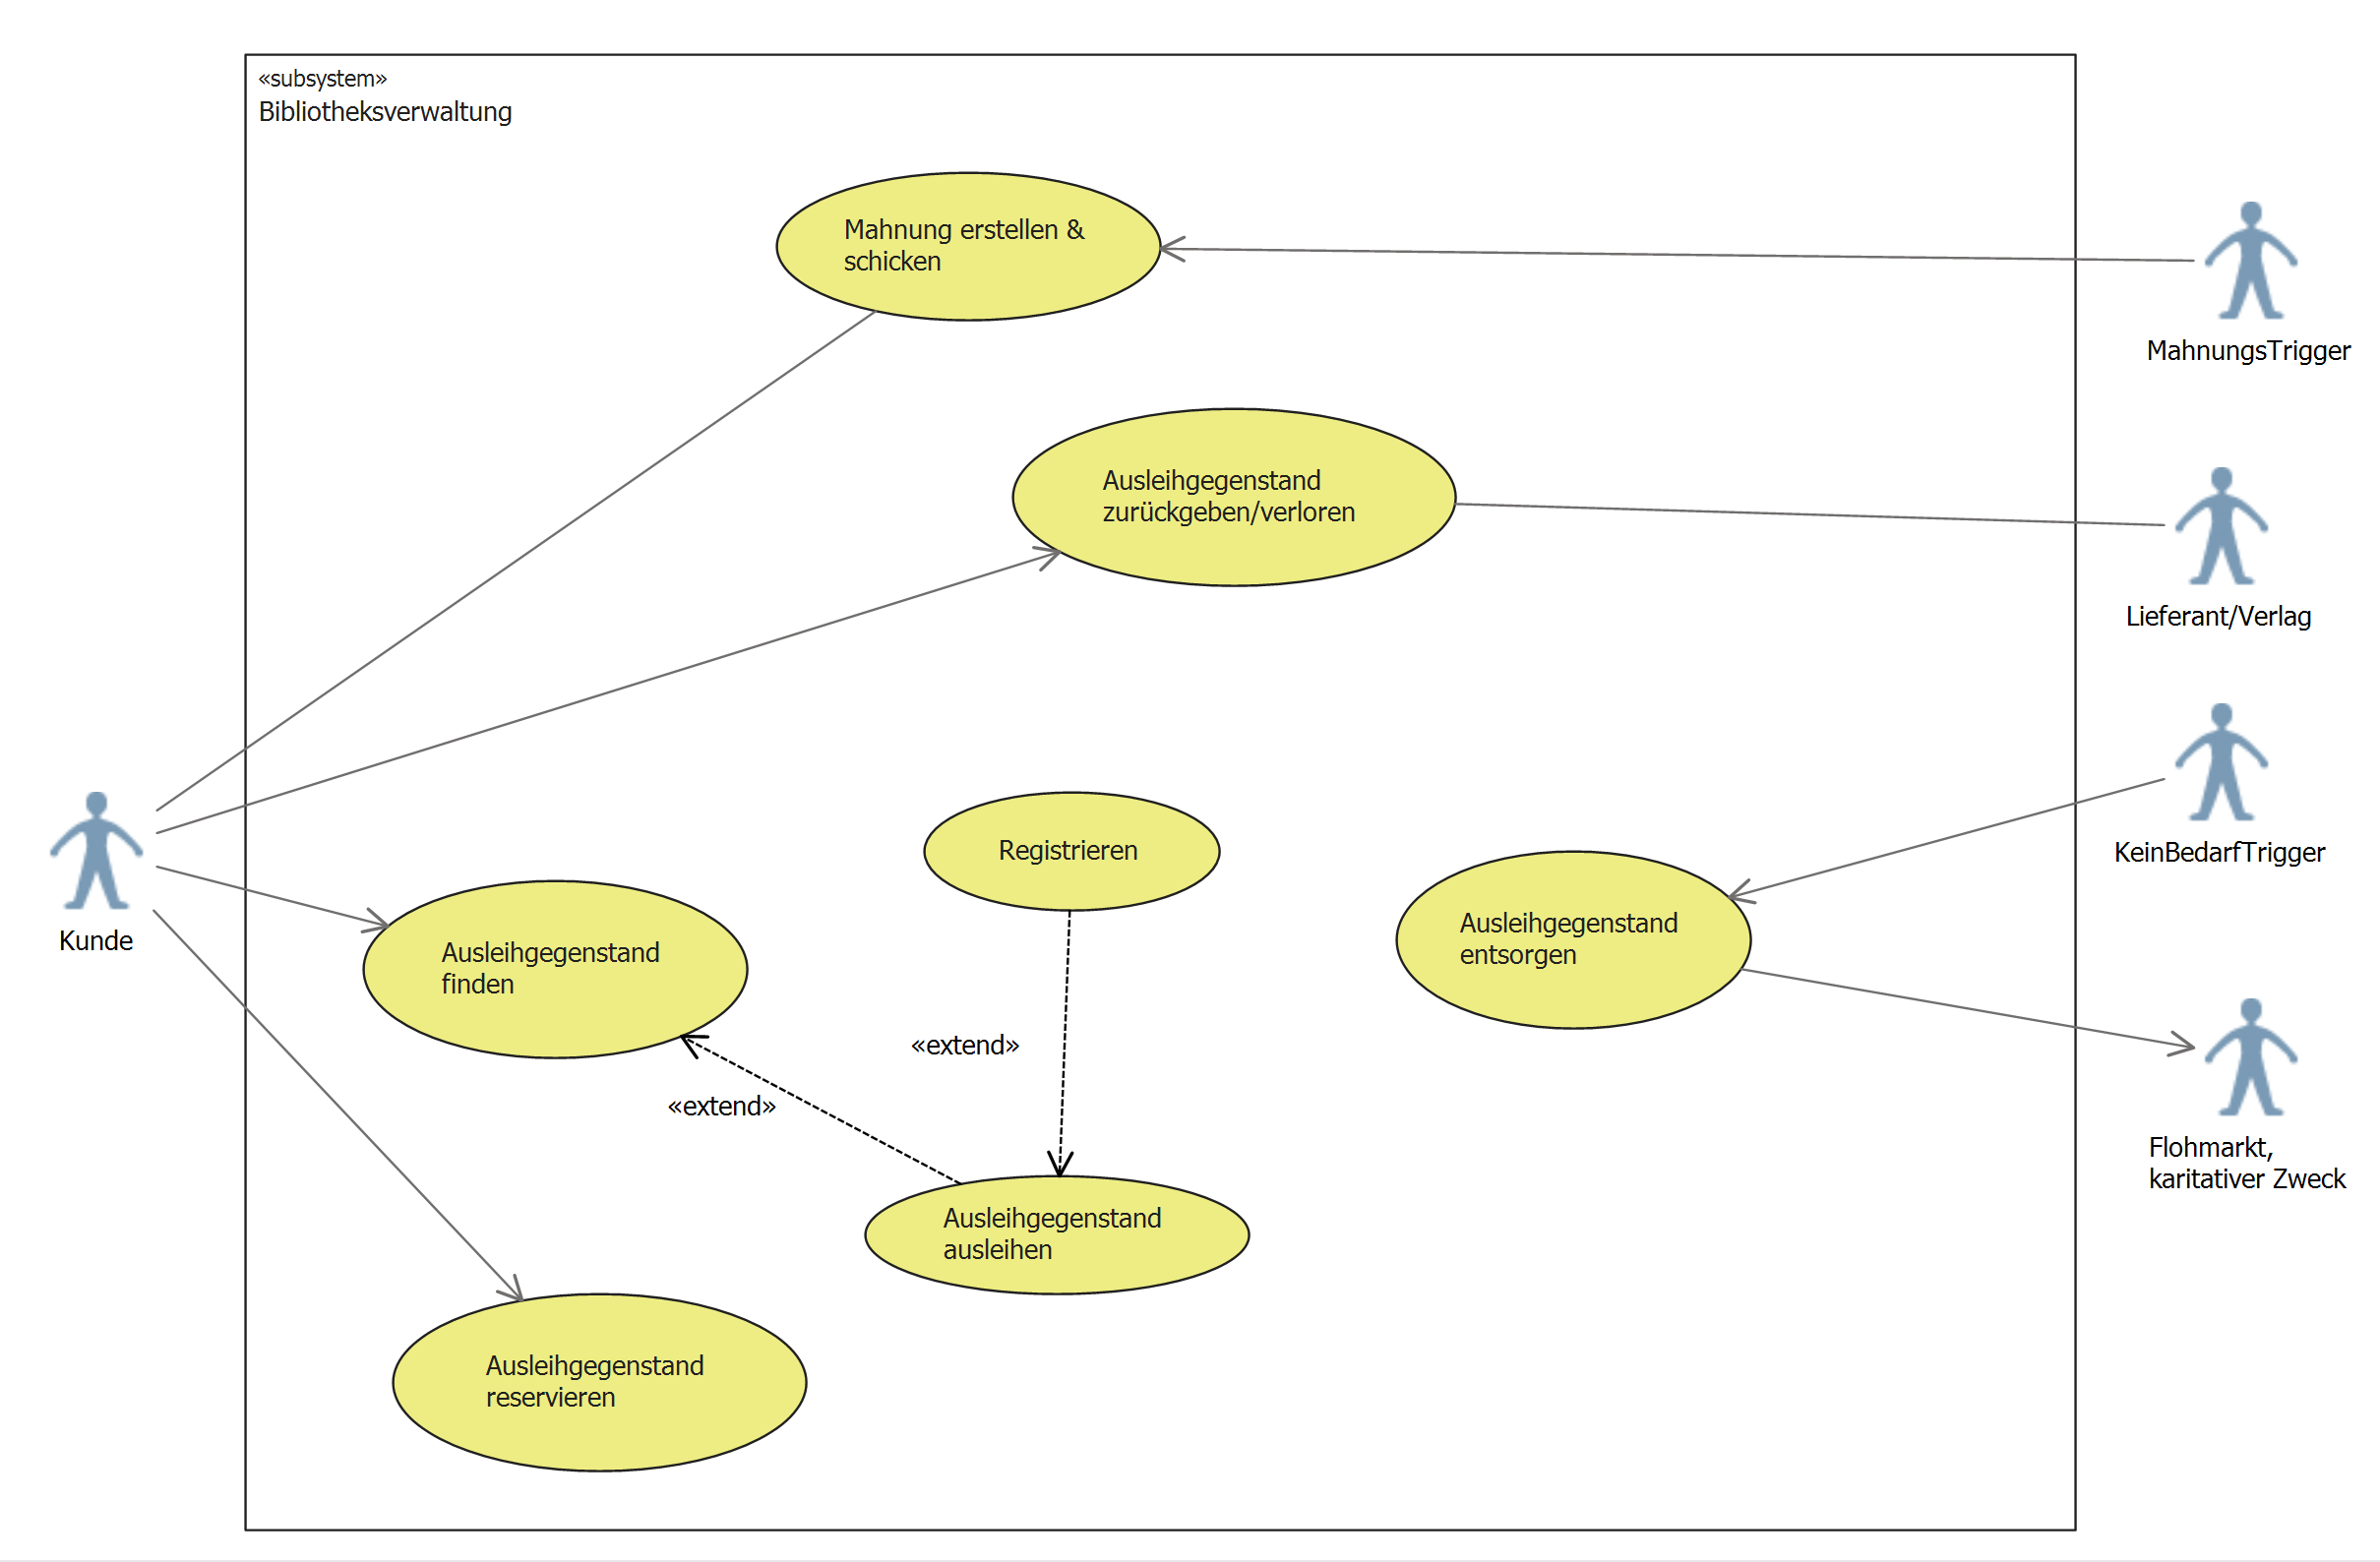 «subsystem»
Bibliotheksverwaltung
Mahnung erstellen &
schicken
MahnungsTrigger
Ausleihgegenstand
zurückgeben/verloren
Lieferant/Verlag
Registrieren
KeinBedarfTrigger
Kunde
Ausleihgegenstand
finden
Ausleihgegenstand
entsorgen
«extend»
«extend»
Flohmarkt,
karitativer Zweck
Ausleihgegenstand
ausleihen
Ausleihgegenstand
reservieren